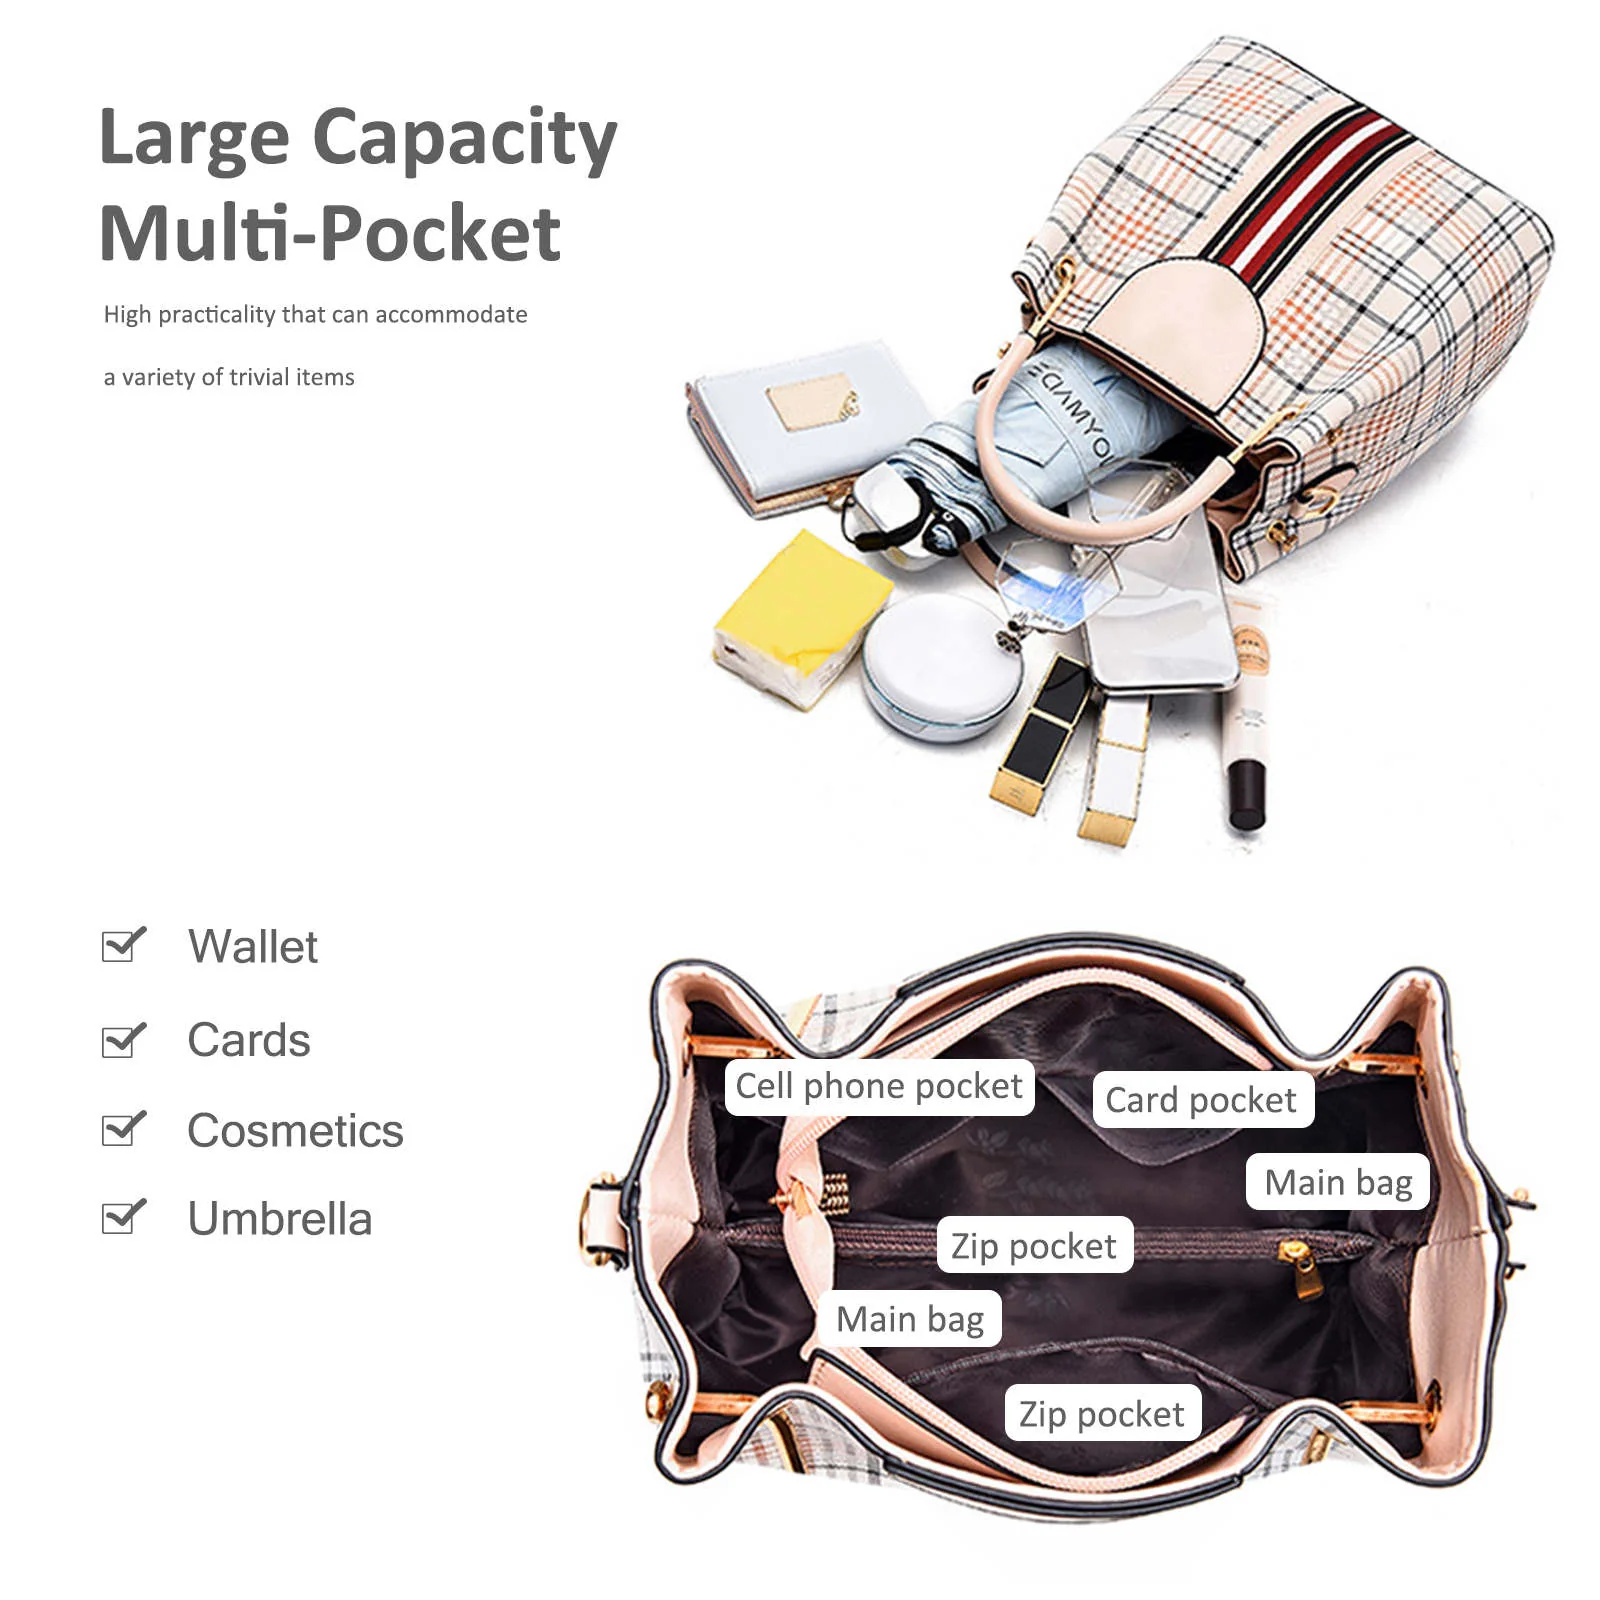 Large Capacity
Multi-Pocket
High practicality that can accommodate
a variety of trivial items
ECIAMYOU
Wallet
Cards
Cosmetics
Umbrella
Cell phone pocket
Card pocket
Main bag
Zip pocket
Main bag
Zip pocket